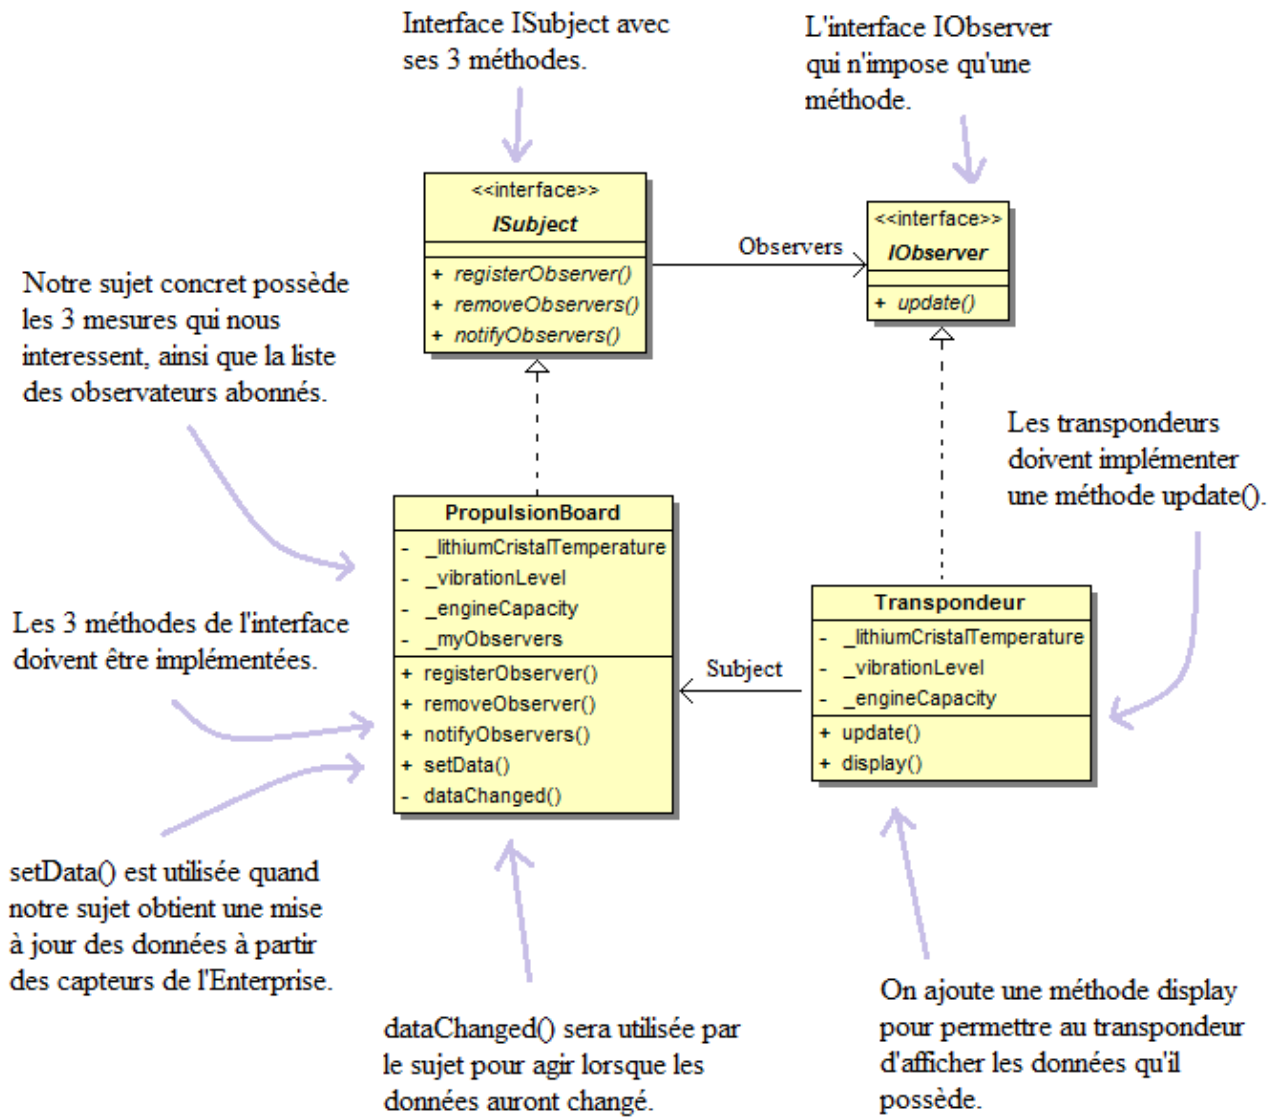 Interface ISubject avec
ses 3 méthodes.
L'interface IObserver
qui n'impose qu'une
méthode.
<<interface>>
ISubject
+ registerObserver()
+ removeObservers()
+ notifyObservers()
Observers
<<interface>>
IObserver
+ update()
Notre sujet concret possède
les 3 mesures qui nous
interessent, ainsi que la liste
des observateurs abonnés.
Les transpondeurs
doivent implémenter
une méthode update().
PropulsionBoard
- _lithiumCristalTemperature
- _vibrationLevel
- _engineCapacity
- _myObservers
+ registerObserver()
+ removeObserver()
+ notifyObservers()
+ setData()
- dataChanged()
Les 3 méthodes de l'interface
doivent être implémentées.
Subject
Transpondeur
- _lithiumCristalTemperature
- _vibrationLevel
- _engineCapacity
+ update()
+ display()
setData() est utilisée quand
notre sujet obtient une mise
à jour des données à partir
des capteurs de l'Enterprise.
dataChanged() sera utilisée par
le sujet pour agir lorsque les
données auront changé.
On ajoute une méthode display
pour permettre au transpondeur
d'afficher les données qu'il
possède.